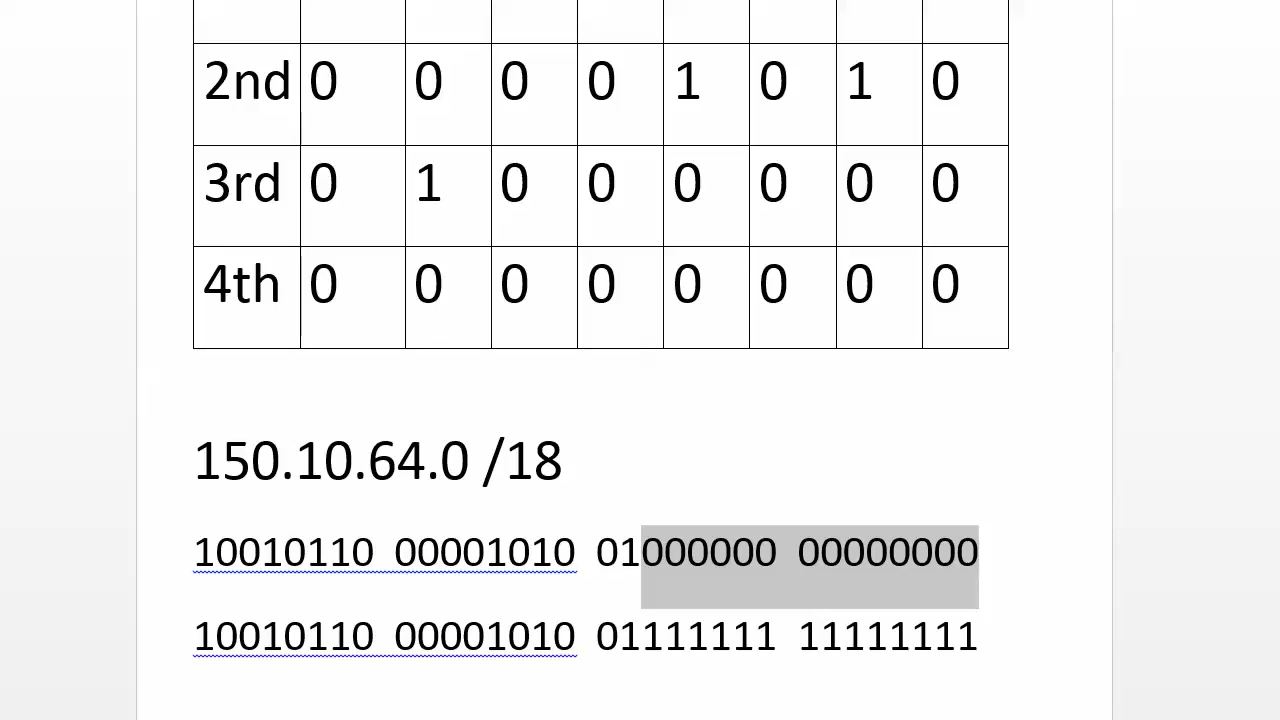 2nd 0 0 0 0 1 0 1 0
3rd 0 1 0 0 0 0 0 0
4th 0 0 0 0 0 0 0 0
150.10.64.0 /18
10010110 00001010 01000000 00000000
10010110 00001010 01111111 11111111